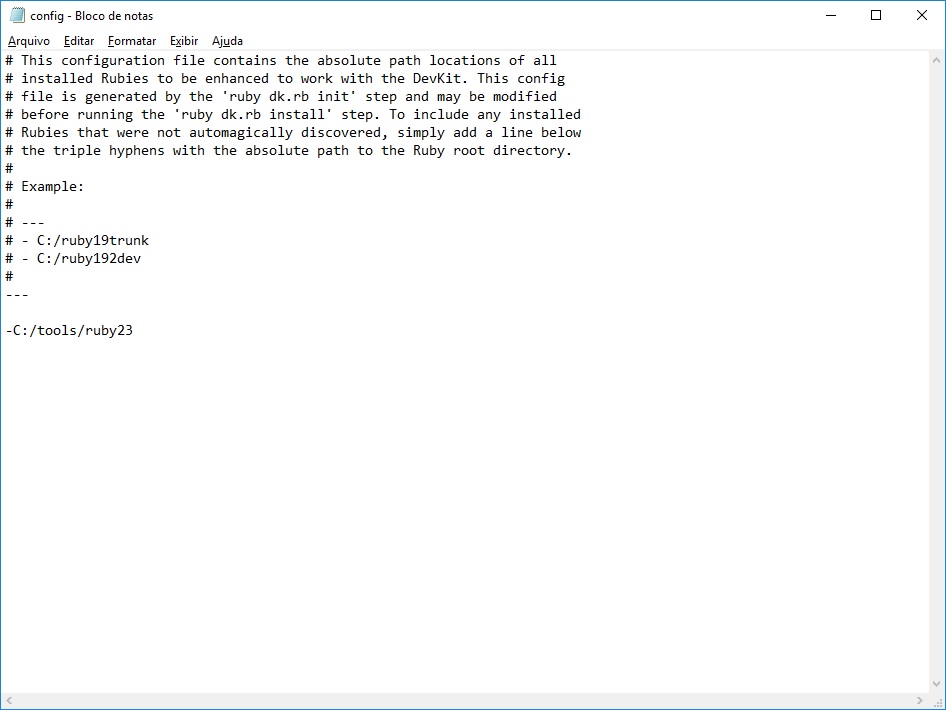 config - Bloco de notas
Arquivo Editar Formatar Exibir Ajuda
# This configuration file contains the absolute path locations of all
# installed Rubies to be enhanced to work with the DevKit. This config
# file is generated by the 'ruby dk.rb init' step and may be modified
# before running the 'ruby dk.rb install' step. To include any installed
# Rubies that were not automagically discovered, simply add a line below
# the triple hyphens with the absolute path to the Ruby root directory.
#
# Example:
#
# ---
# - C:/ruby19trunk
# - C:/ruby192dev
#
---
-C:/tools/ruby23